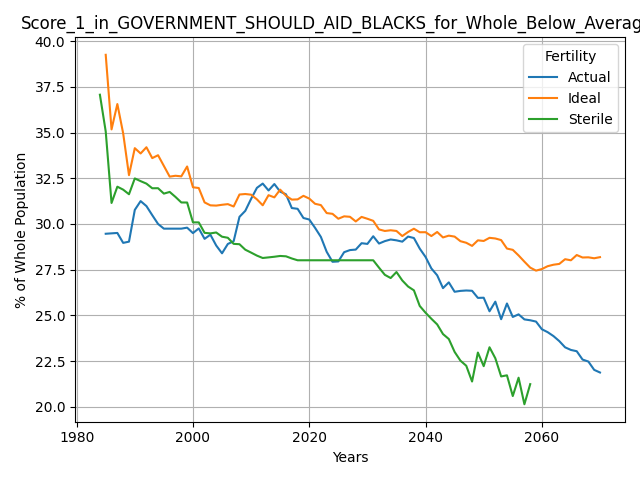 Score_1_in_GOVERNMENT_SHOULD_AID_BLACKS_for_Whole_Below_Averag
40.0
37.5
35.0
32.5
30.0
27.5
25.0
22.5
20.0
% of Whole Population
1980
2000
2020
2040
2060
Years
Fertility
Actual
Ideal
Sterile